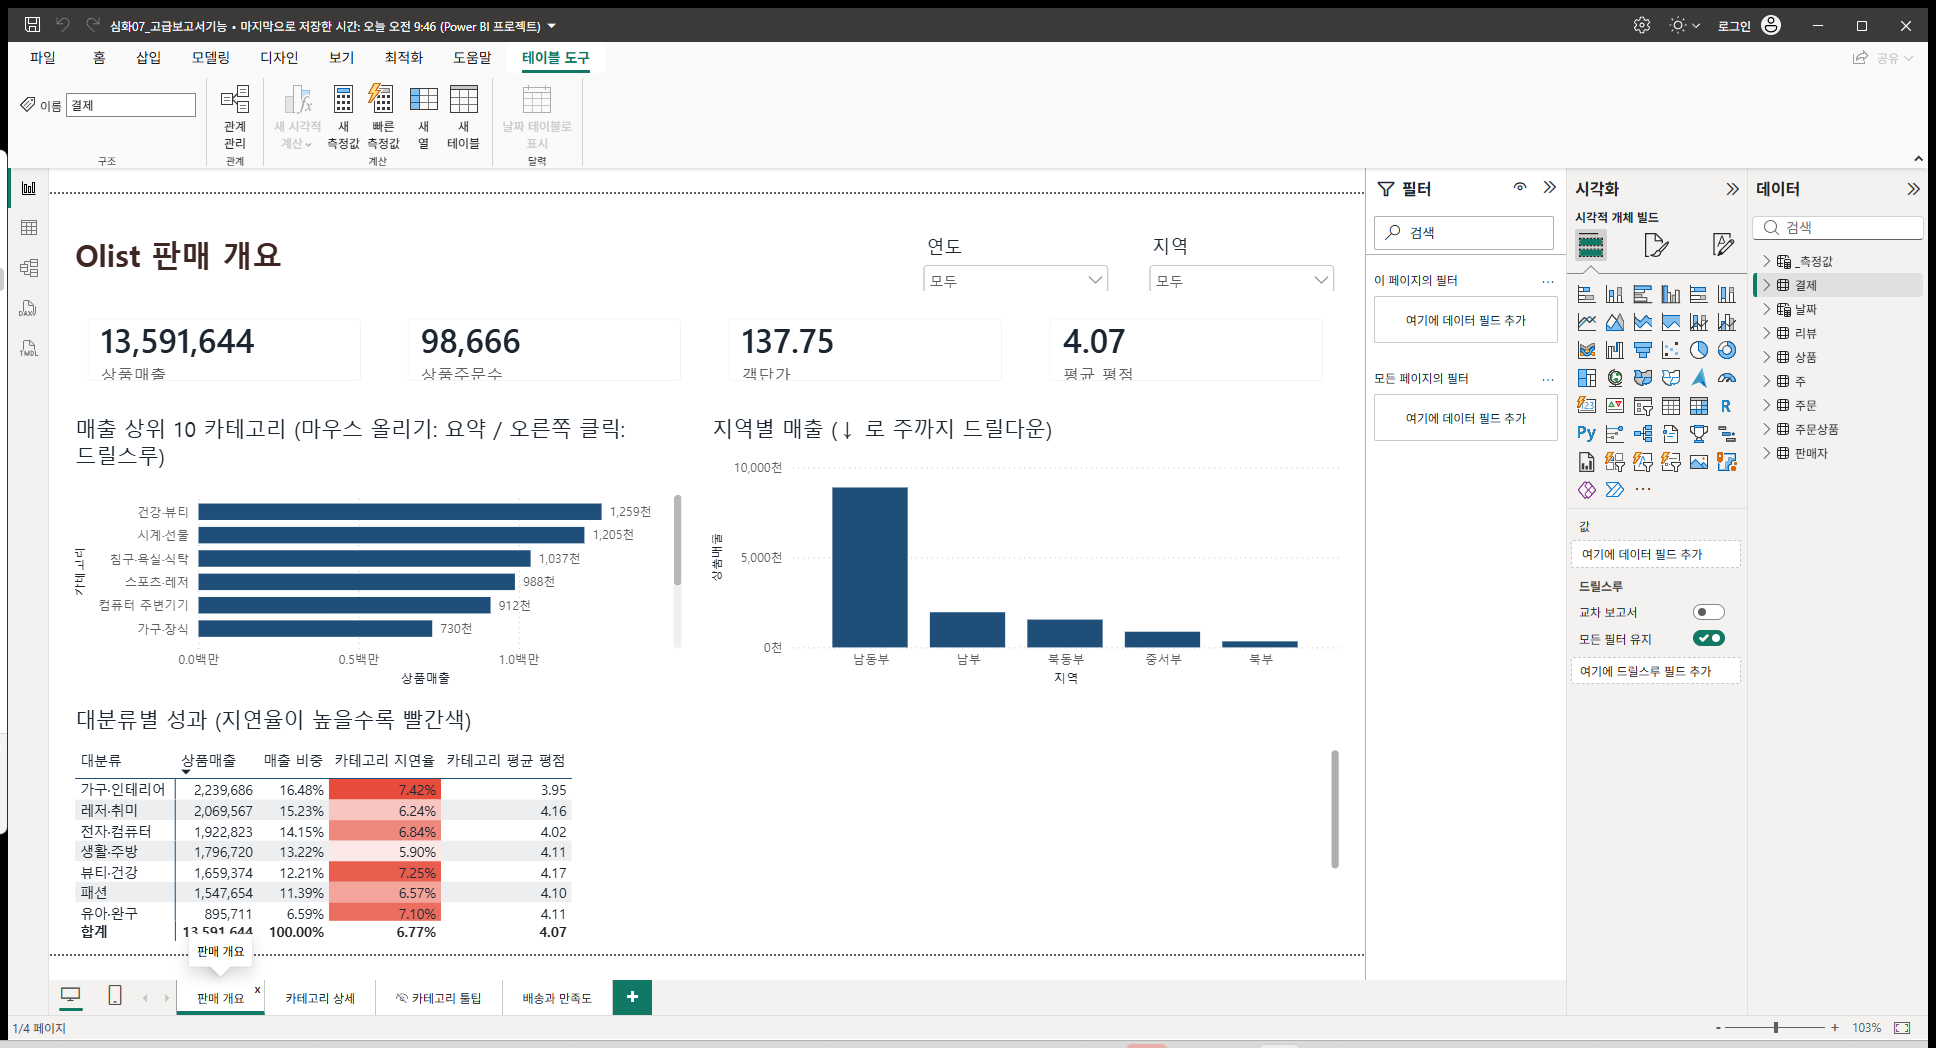 심화07_고급보고서기능 • 마지막으로 저장한 시간: 오늘 오전 9:46 (Power BI 프로젝트)
로그인
파일 홈 삽입 모델링 디자인 보기 최적화 도움말 테이블 도구
공유
이름 결제
관계 관리
새 시각적 계산
새 측정값
빠른 측정값
새 열
새 테이블
날짜 테이블로 표시
구조 관계 계산 달력
Olist 판매 개요
연도
모두
지역
모두
13,591,644
상품매출
98,666
상품주문수
137.75
객단가
4.07
평균 평점
매출 상위 10 카테고리 (마우스 올리기: 요약 / 오른쪽 클릭:
드릴스루)
카테고리
건강·뷰티 1,259천
시계·선물 1,205천
침구·욕실·식탁 1,037천
스포츠·레저 988천
컴퓨터 주변기기 912천
가구·장식 730천
0.0백만 0.5백만 1.0백만
상품매출
지역별 매출 (↓ 로 주까지 드릴다운)
상품매출
10,000천
5,000천
0천
남동부 남부 북동부 중서부 북부
지역
대분류별 성과 (지연율이 높을수록 빨간색)
대분류 상품매출 매출 비중 카테고리 지연율 카테고리 평균 평점
가구·인테리어 2,239,686 16.48% 7.42% 3.95
레저·취미 2,069,567 15.23% 6.24% 4.16
전자·컴퓨터 1,922,823 14.15% 6.84% 4.02
생활·주방 1,796,720 13.22% 5.90% 4.11
뷰티·건강 1,659,374 12.21% 7.25% 4.17
패션 1,547,654 11.39% 6.57% 4.10
유아·완구 895,711 6.59% 7.10% 4.11
합계 13,591,644 100.00% 6.77% 4.07
판매 개요
판매 개요 x
카테고리 상세
카테고리 툴팁
배송과 만족도
+
1/4 페이지
- + 103%
필터
검색
이 페이지의 필터 ...
여기에 데이터 필드 추가
모든 페이지의 필터 ...
여기에 데이터 필드 추가
시각화
시각적 개체 빌드
123
R
Py
...
값
여기에 데이터 필드 추가
드릴스루
교차 보고서
모든 필터 유지
여기에 드릴스루 필드 추가
데이터
검색
_측정값
결제
날짜
리뷰
상품
주
주문
주문상품
판매자
DAX
TMDL